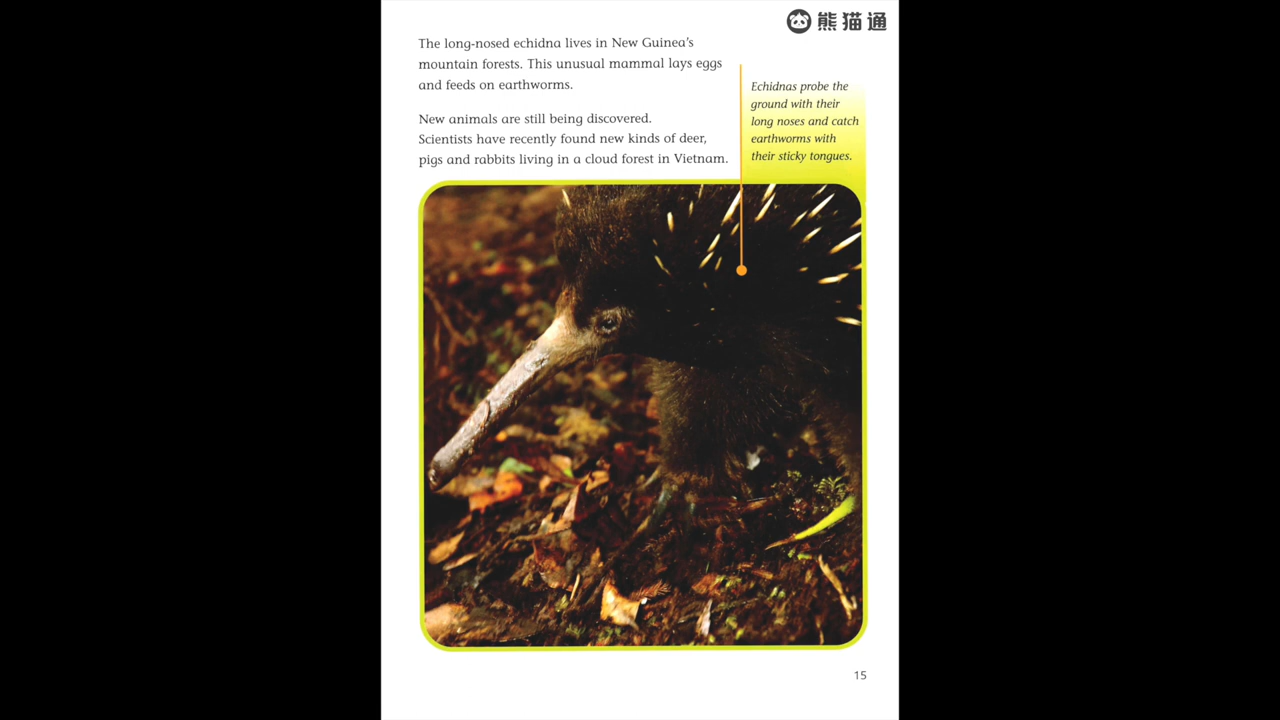 熊猫通
The long-nosed echidna lives in New Guinea's
mountain forests. This unusual mammal lays eggs
and feeds on earthworms.
New animals are still being discovered.
Scientists have recently found new kinds of deer,
pigs and rabbits living in a cloud forest in Vietnam.
Echidnas probe the
ground with their
long noses and catch
earthworms with
their sticky tongues.
15